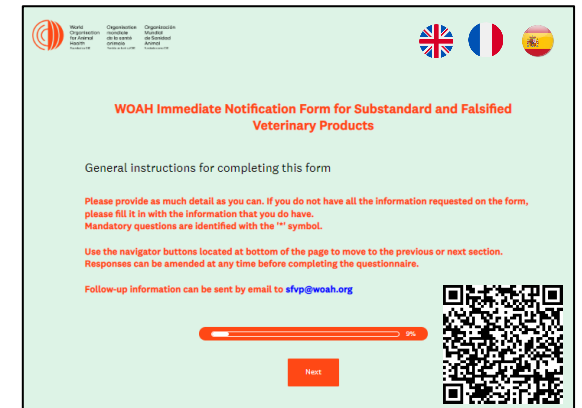 World Organisation for Animal Health
Organisation mondiale de la santé animale
Organización Mundial de Sanidad Animal
WOAH Immediate Notification Form for Substandard and Falsified
Veterinary Products
General instructions for completing this form
Please provide as much detail as you can. If you do not have all the information requested on the form,
please fill it in with the information that you do have.
Mandatory questions are identified with the '*' symbol.
Use the navigator buttons located at bottom of the page to move to the previous or next section.
Responses can be amended at any time before completing the questionnaire.
Follow-up information can be sent by email to sfvp@woah.org
9%
Next